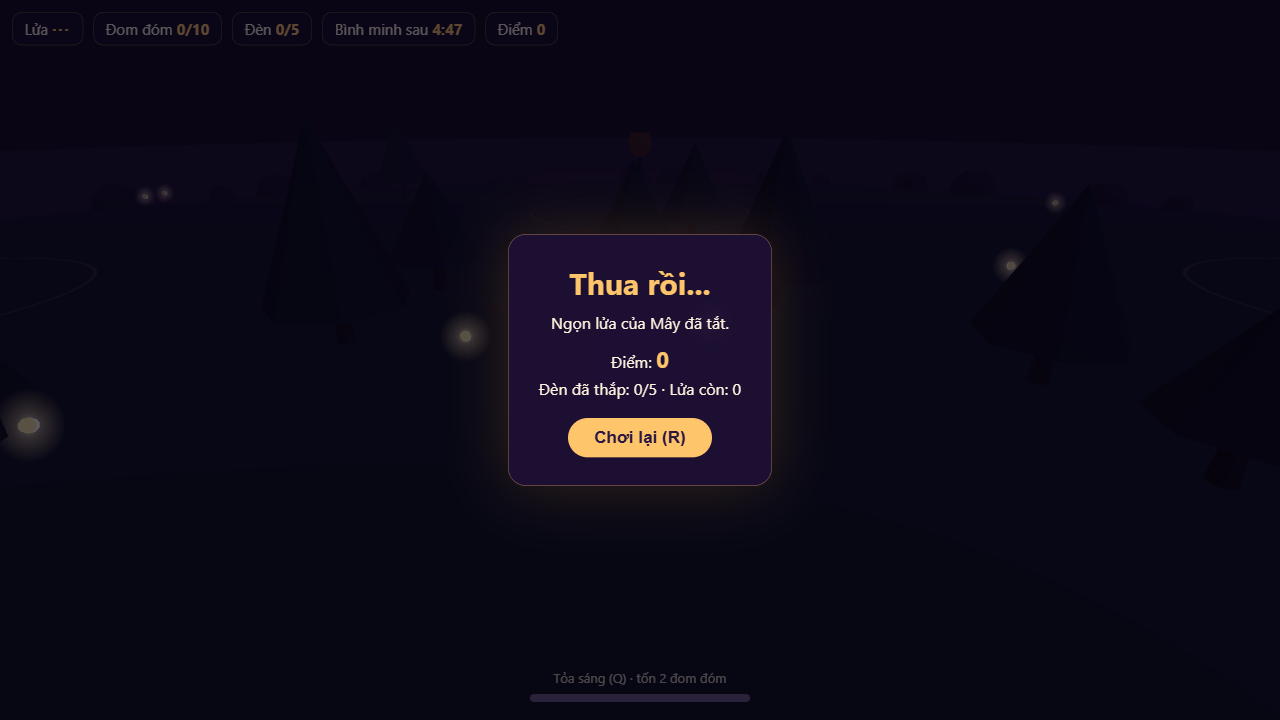 Lửa ---
Đom đóm 0/10
Đèn 0/5
Bình minh sau 4:47
Điểm 0
Thua rồi...
Ngọn lửa của Mây đã tắt.
Điểm: 0
Đèn đã thắp: 0/5 · Lửa còn: 0
Chơi lại (R)
Tỏa sáng (Q) · tốn 2 đom đóm